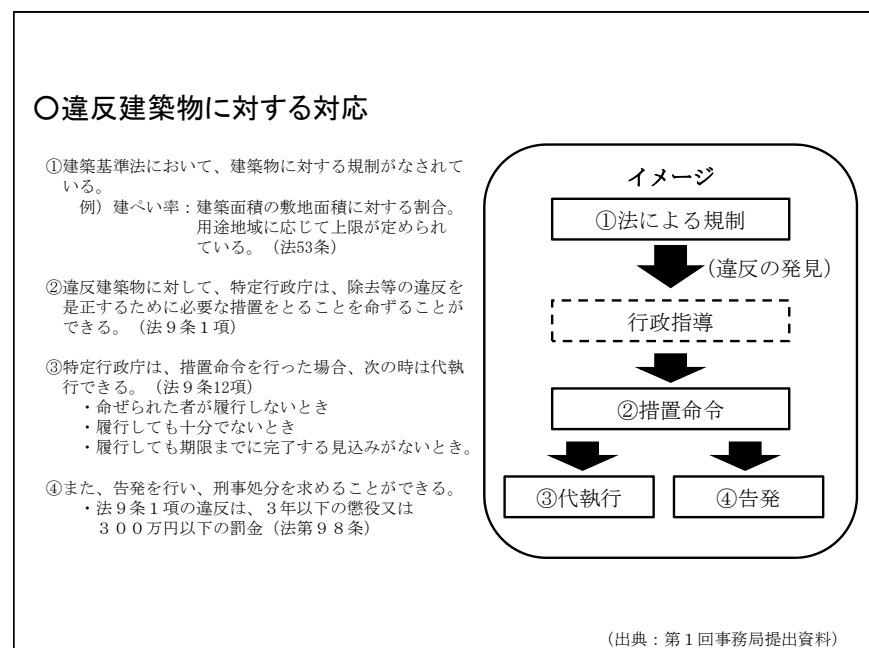 〇違反建築物に対する対応
①建築基準法において、建築物に対する規制がなされて
いる。
例）建ぺい率：建築面積の敷地面積に対する割合。
用途地域に応じて上限が定められ
ている。（法53条）
②違反建築物に対して、特定行政庁は、除去等の違反を
是正するために必要な措置をとることを命ずることが
できる。（法９条１項）
③特定行政庁は、措置命令を行った場合、次の時は代執
行できる。（法９条12項）
・命ぜられた者が履行しないとき
・履行しても十分でないとき
・履行しても期限までに完了する見込みがないとき。
④また、告発を行い、刑事処分を求めることができる。
・法９条１項の違反は、３年以下の懲役又は
３００万円以下の罰金（法第９８条）
イメージ
①法による規制
（違反の発見）
行政指導
②措置命令
③代執行
④告発
（出典：第１回事務局提出資料）